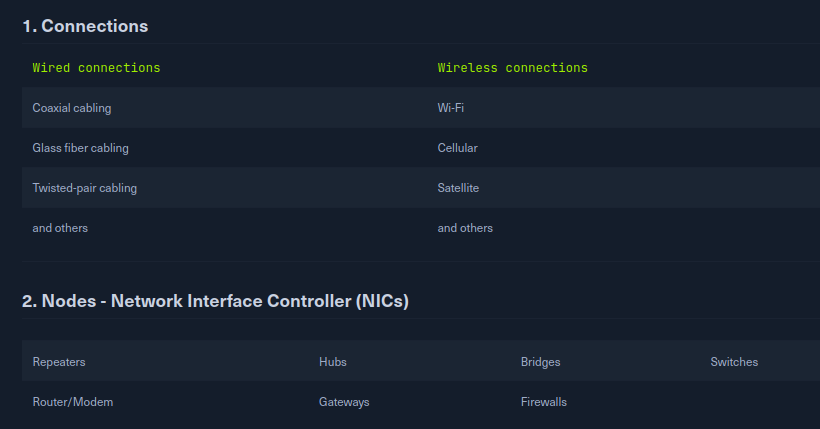 1. Connections
Wired connections Wireless connections
Coaxial cabling Wi-Fi
Glass fiber cabling Cellular
Twisted-pair cabling Satellite
and others and others
2. Nodes - Network Interface Controller (NICs)
Repeaters Hubs Bridges Switches
Router/Modem Gateways Firewalls